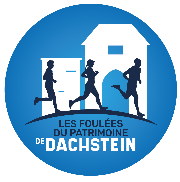 LES FOULÉES
DU PATRIMOINE
DE DACHSTEIN